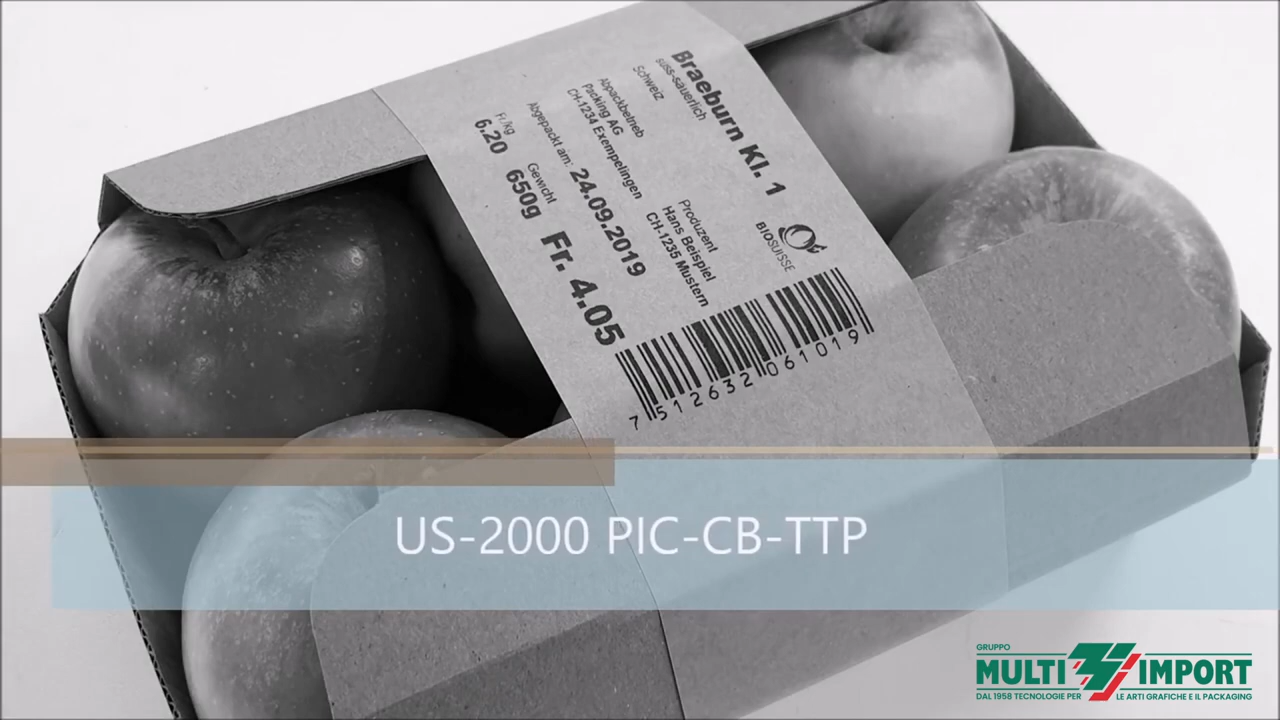 Braeburn Kl. 1
süss-sauerlich
Schweiz
Abpackbetrieb
Packing AG
CH-1234 Exempelingen
Produzent
Hans Beispiel
CH-1235 Mustern
BIOSUISSE
Abgepackt am: 24.09.2019
Fr./kg
6.20
Gewicht
650g
Fr. 4.05
7 512632 061019
US-2000 PIC-CB-TTP
GRUPPO
MULTI IMPORT
DAL 1958 TECNOLOGIE PER LE ARTI GRAFICHE E IL PACKAGING